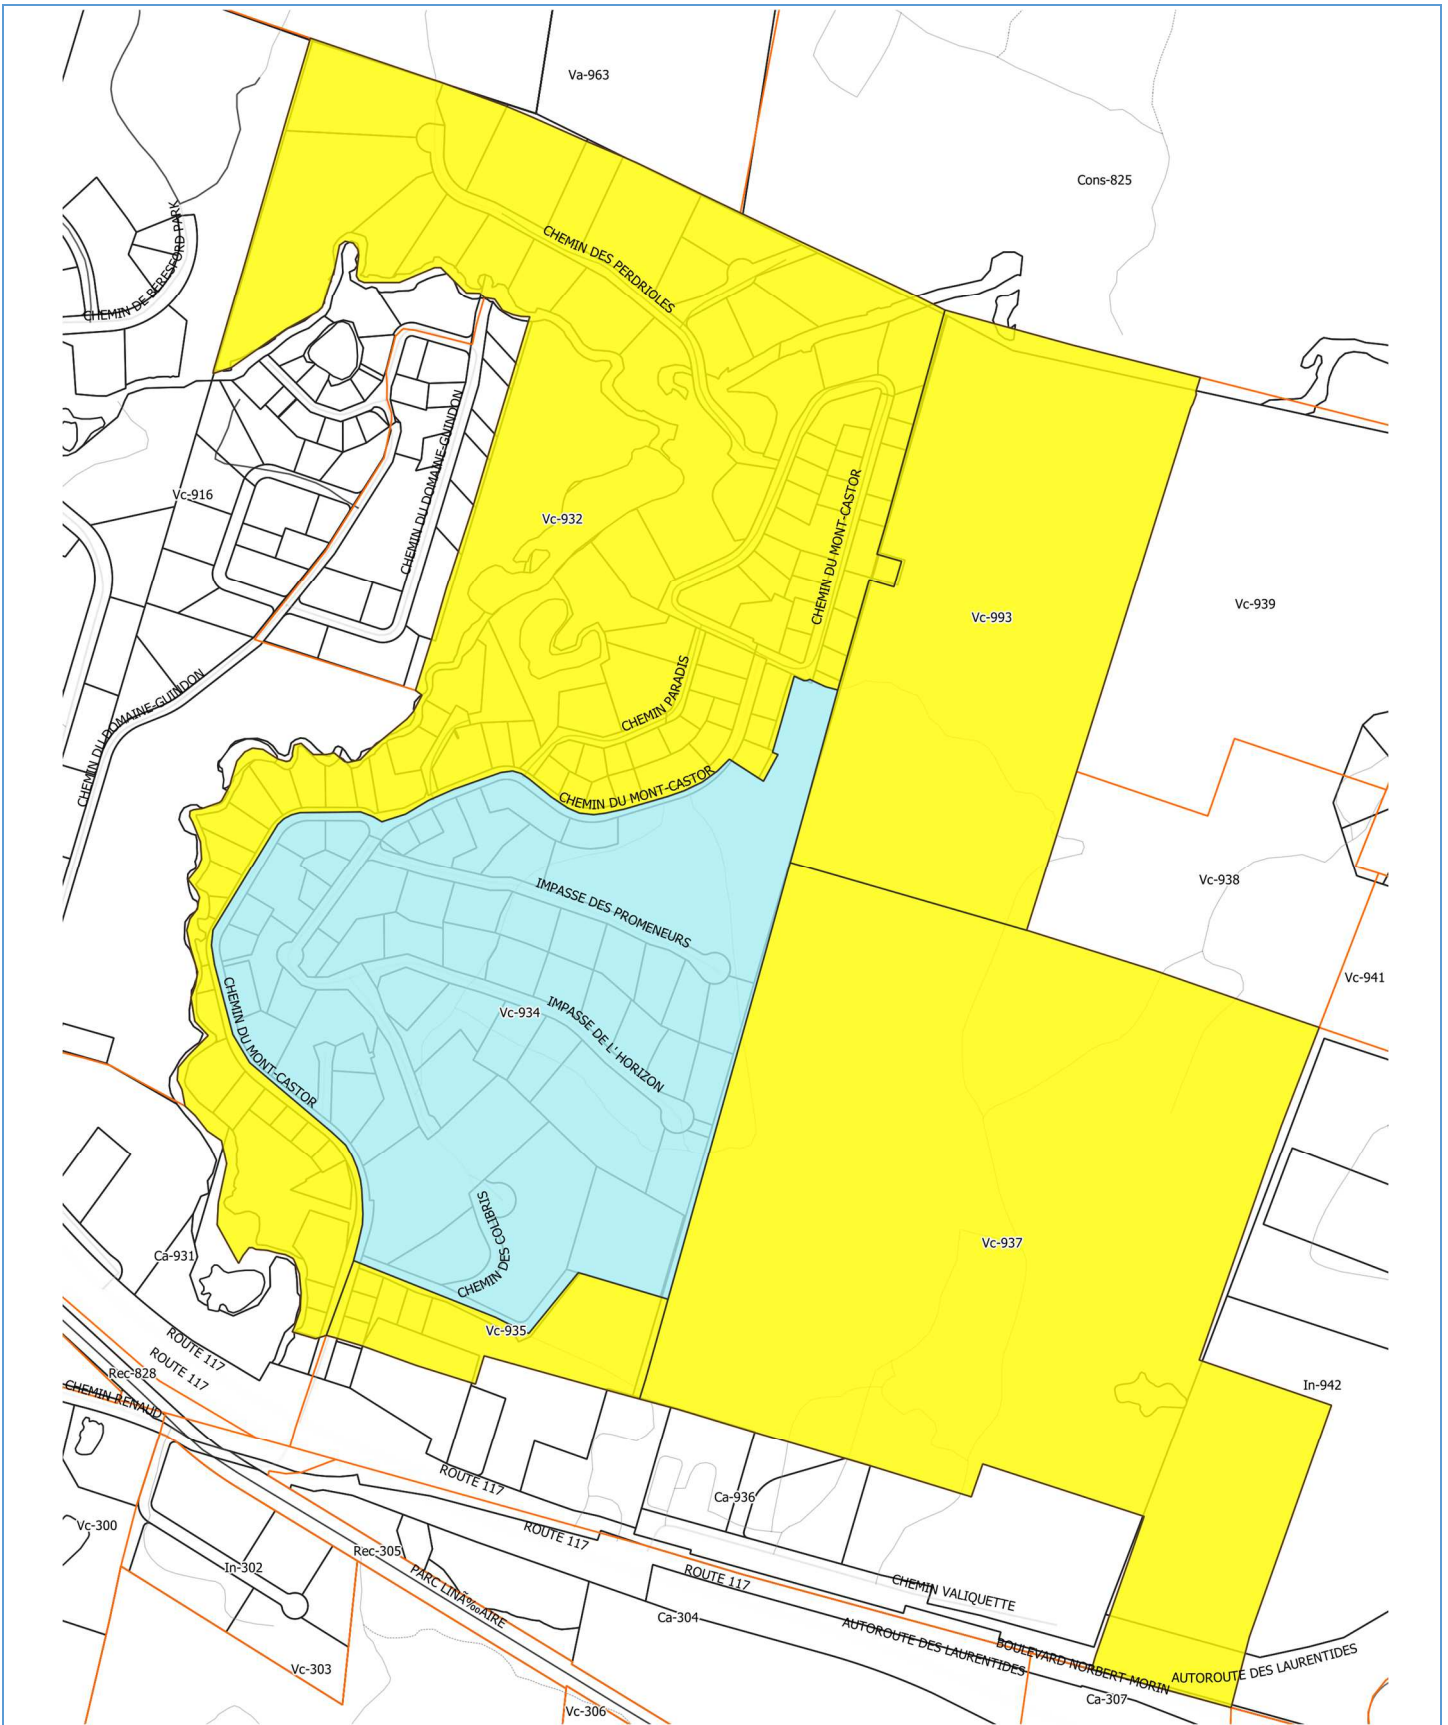 Va-963
Cons-825
CHEMIN DE BERESFORD PARK
CHEMIN DES PERDRIOLES
CHEMIN DU DOMAINE-GUINDON
Vc-916
Vc-932
CHEMIN DU MONT-CASTOR
Vc-993
Vc-939
CHEMIN PARADIS
CHEMIN DU DOMAINE-GUINDON
CHEMIN DU MONT-CASTOR
IMPASSE DES PROMENEURS
Vc-938
Vc-941
CHEMIN DU MONT-CASTOR
Vc-934
IMPASSE DE L' HORIZON
CHEMIN DES COLIBRIS
Vc-937
Ca-931
Vc-935
ROUTE 117
ROUTE 117
Rec-828
CHEMIN RENAUD
In-942
ROUTE 117
Ca-936
Vc-300
ROUTE 117
Rec-305
In-302
ROUTE 117
PARC LINÃ‰AIRE
CHEMIN VALIQUETTE
Ca-304
AUTOROUTE DES LAURENTIDES
BOULEVARD NORBERT-MORIN
AUTOROUTE DES LAURENTIDES
Vc-303
Ca-307
Vc-306